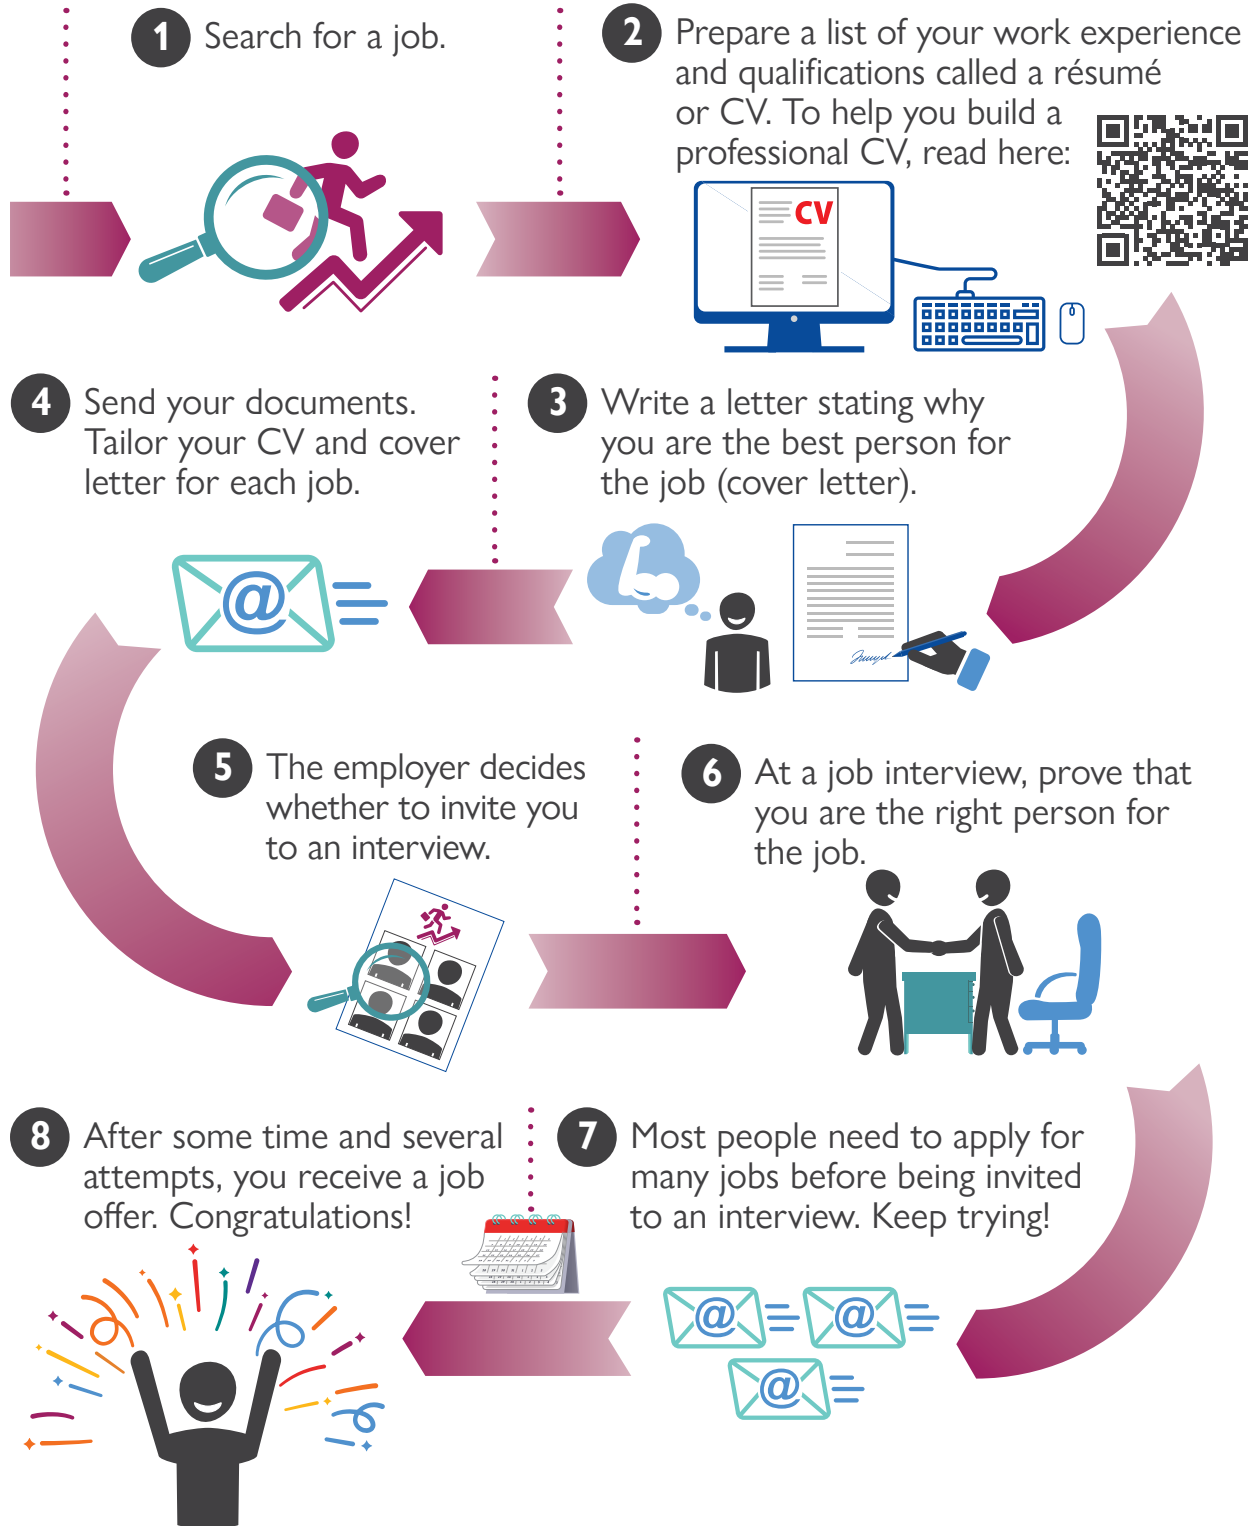 1 Search for a job.
2 Prepare a list of your work experience
and qualifications called a résumé
or CV. To help you build a
professional CV, read here:
CV
3 Write a letter stating why
you are the best person for
the job (cover letter).
4 Send your documents.
Tailor your CV and cover
letter for each job.
@
5 The employer decides
whether to invite you
to an interview.
6 At a job interview, prove that
you are the right person for
the job.
7 Most people need to apply for
many jobs before being invited
to an interview. Keep trying!
@ @
@
8 After some time and several
attempts, you receive a job
offer. Congratulations!